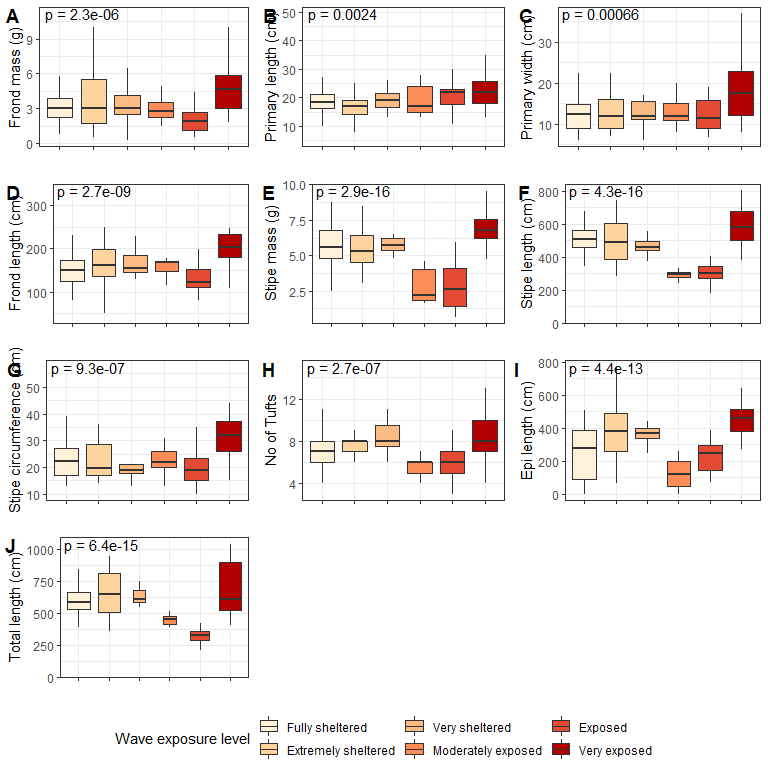 A
p = 2.3e-06
Frond mass (g)
9
6
3
0
B
p = 0.0024
Primary length (cm)
50
40
30
20
10
C
p = 0.00066
Primary width (cm)
30
20
10
D
p = 2.7e-09
Frond length (cm)
300
200
100
E
p = 2.9e-16
Stipe mass (g)
10.0
7.5
5.0
2.5
F
p = 4.3e-16
Stipe length (cm)
800
600
400
200
0
G
p = 9.3e-07
Stipe circumference (cm)
50
40
30
20
10
H
p = 2.7e-07
No of Tufts
12
8
4
I
p = 4.4e-13
Epi length (cm)
800
600
400
200
0
J
p = 6.4e-15
Total length (cm)
1000
750
500
250
0
Wave exposure level
Fully sheltered
Very sheltered
Exposed
Extremely sheltered
Moderately exposed
Very exposed